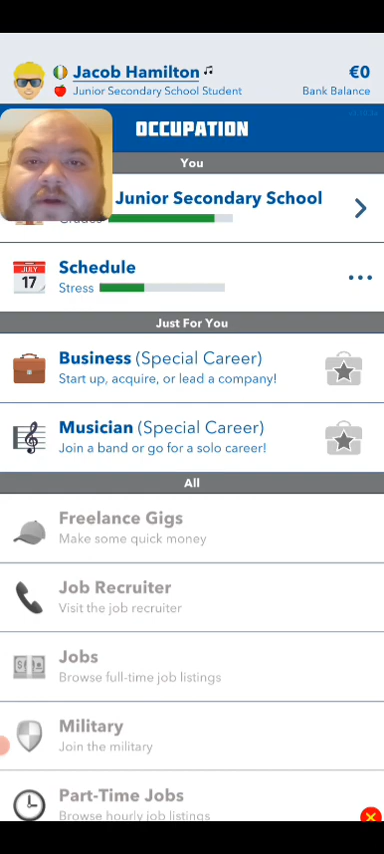 Jacob Hamilton
€0
Junior Secondary School Student
Bank Balance
OCCUPATION
You
Junior Secondary School
Grades
JULY
17
Schedule
Stress
Just For You
Business (Special Career)
Start up, acquire, or lead a company!
Musician (Special Career)
Join a band or go for a solo career!
All
Freelance Gigs
Make some quick money
Job Recruiter
Visit the job recruiter
Jobs
Browse full-time job listings
Military
Join the military
Part-Time Jobs
Browse hourly job listings